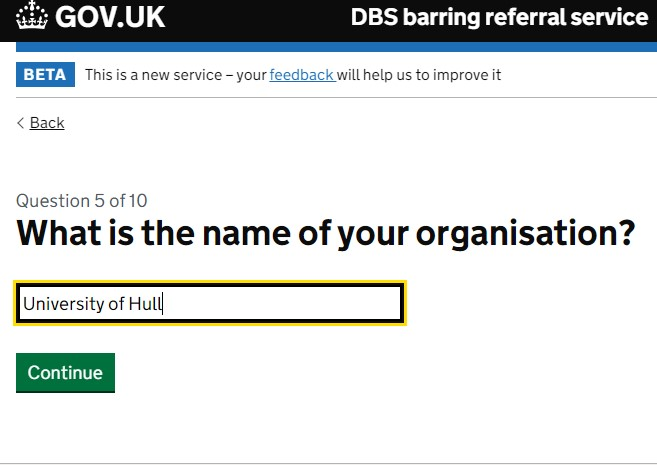 GOV.UK DBS barring referral service
BETA This is a new service – your feedback will help us to improve it
< Back
Question 5 of 10
What is the name of your organisation?
University of Hull
Continue